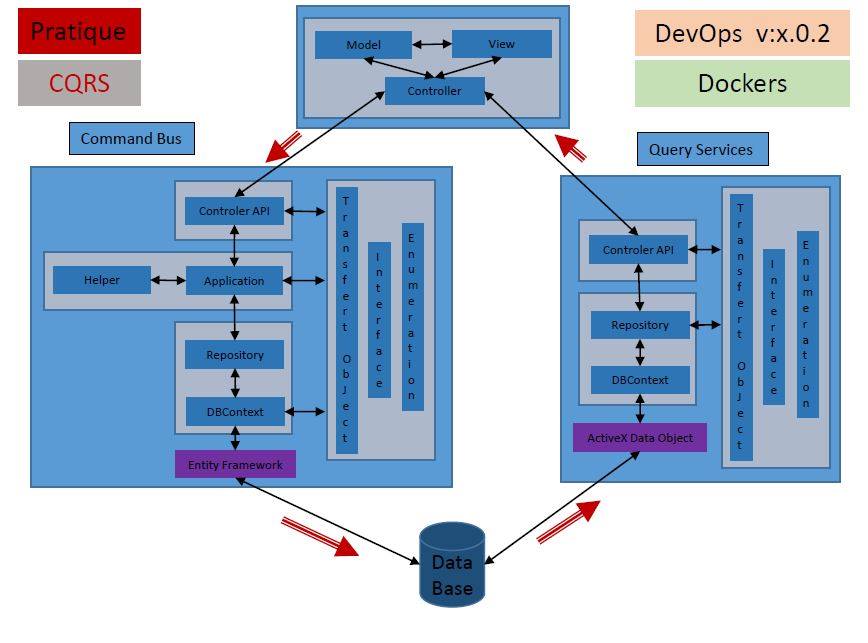 Pratique
CQRS
Model
View
Controller
DevOps v:x.0.2
Dockers
Command Bus
Controler API
Helper
Application
Repository
DBContext
Entity Framework
Transfert ObJect
Interface
Enumeration
Query Services
Controler API
Repository
DBContext
ActiveX Data Object
Transfert ObJect
Interface
Enumeration
Data
Base